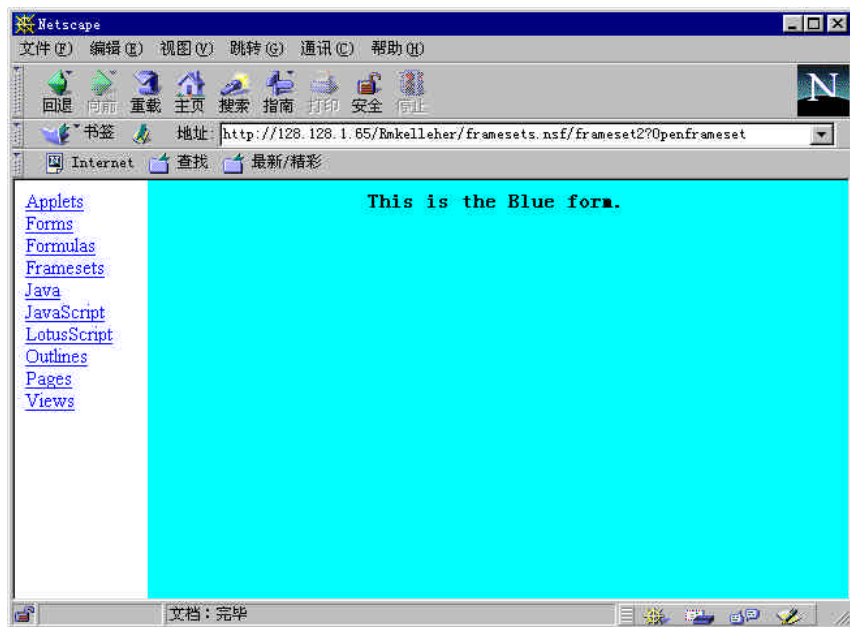 Netscape
文件(F) 编辑(E) 视图(V) 跳转(G) 通讯(C) 帮助(H)
回退 向前 重载 主页 搜索 指南 打印 安全 停止
N
书签 地址: http://128.128.1.65/Rmkelleher/framesets.nsf/frameset2?Openframeset
Internet 查找 最新/精彩
This is the Blue form.
Applets
Forms
Formulas
Framesets
Java
JavaScript
LotusScript
Outlines
Pages
Views
文档：完毕